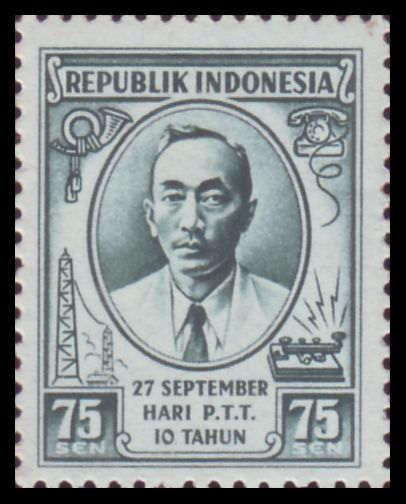 REPUBLIK INDONESIA
27 SEPTEMBER
HARI P.T.T.
10 TAHUN
75 SEN
75 SEN